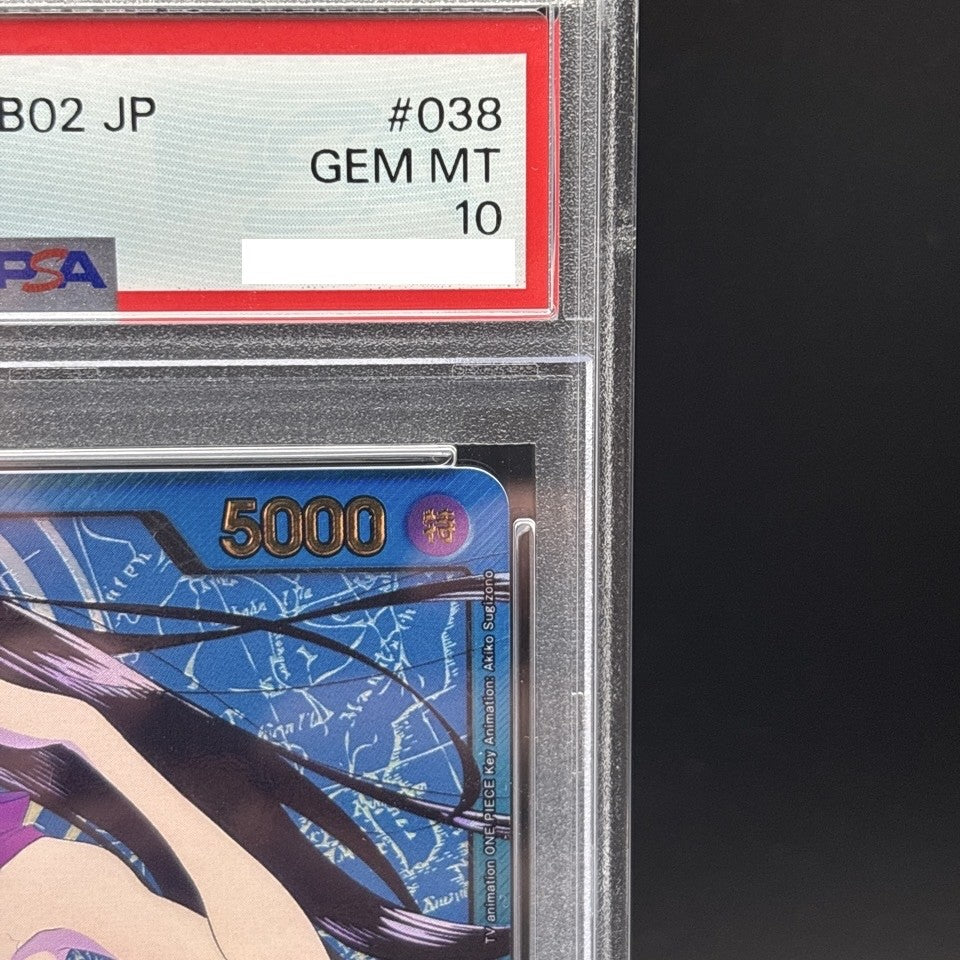 B02 JP
#038
GEM MT
10
PSA
5000
特
TV animation ONE PIECE Key Animation: Akiko Sugizono